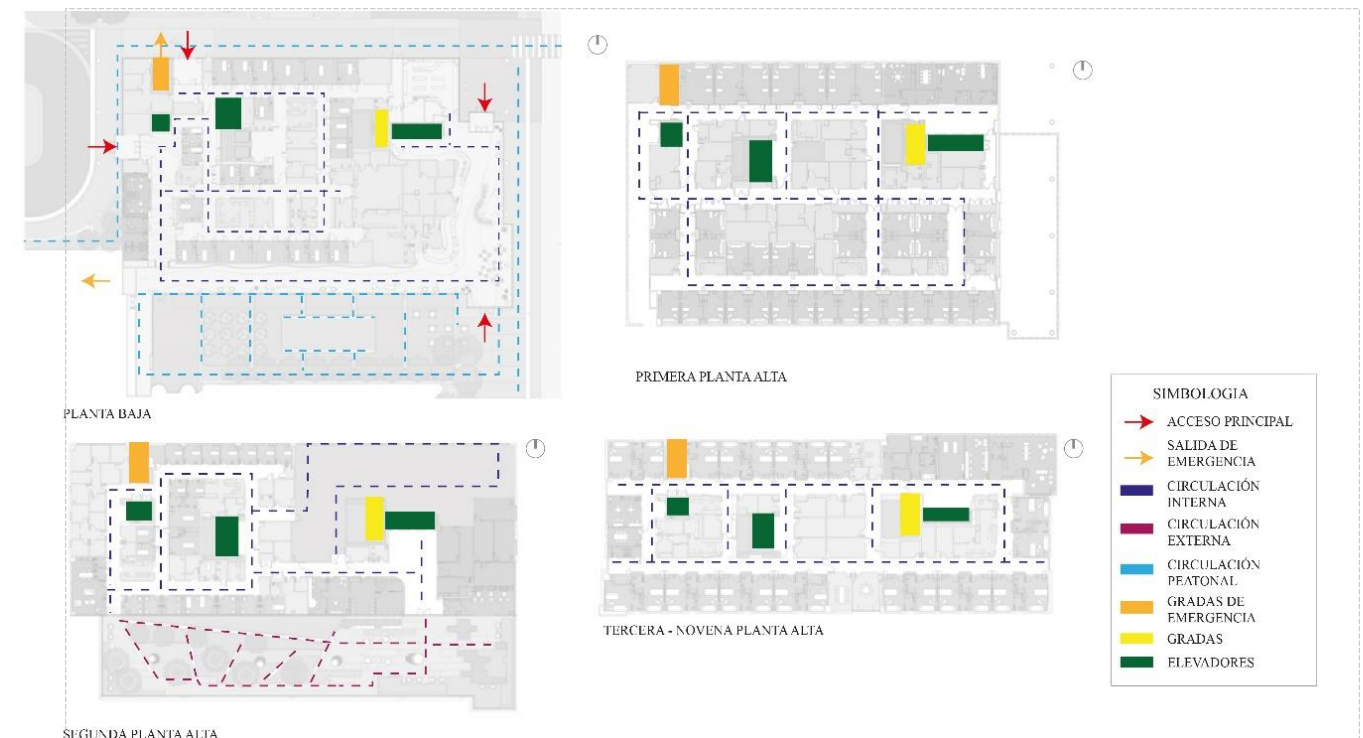 PLANTA BAJA
PRIMERA PLANTA ALTA
SEGUNDA PLANTA ALTA
TERCERA - NOVENA PLANTA ALTA
SIMBOLOGIA
ACCESO PRINCIPAL
SALIDA DE
EMERGENCIA
CIRCULACIÓN
INTERNA
CIRCULACIÓN
EXTERNA
CIRCULACIÓN
PEATONAL
GRADAS DE
EMERGENCIA
GRADAS
ELEVADORES